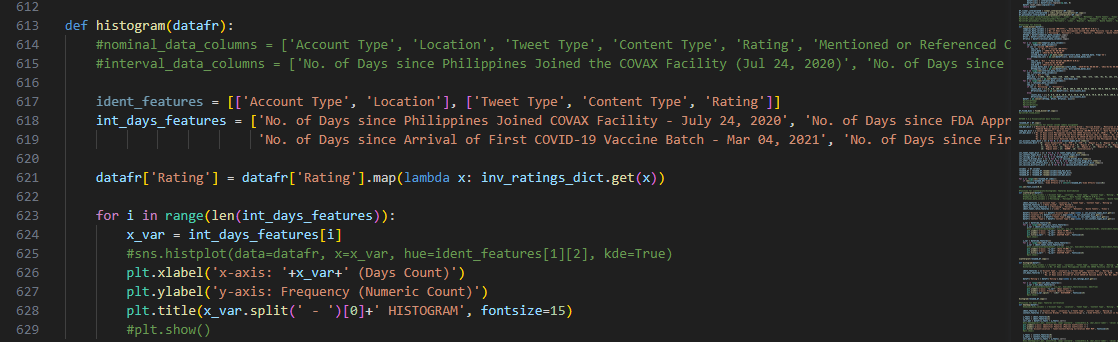 612
613 def histogram(datafr):
614 #nominal_data_columns = ['Account Type', 'Location', 'Tweet Type', 'Content Type', 'Rating', 'Mentioned or Referenced C
615 #interval_data_columns = ['No. of Days since Philippines Joined the COVAX Facility (Jul 24, 2020)', 'No. of Days since
616
617 ident_features = [['Account Type', 'Location'], ['Tweet Type', 'Content Type', 'Rating']]
618 int_days_features = ['No. of Days since Philippines Joined COVAX Facility - July 24, 2020', 'No. of Days since FDA Appr
619 'No. of Days since Arrival of First COVID-19 Vaccine Batch - Mar 04, 2021', 'No. of Days since Fir
620
621 datafr['Rating'] = datafr['Rating'].map(lambda x: inv_ratings_dict.get(x))
622
623 for i in range(len(int_days_features)):
624 x_var = int_days_features[i]
625 #sns.histplot(data=datafr, x=x_var, hue=ident_features[1][2], kde=True)
626 plt.xlabel('x-axis: '+x_var+' (Days Count)')
627 plt.ylabel('y-axis: Frequency (Numeric Count)')
628 plt.title(x_var.split(' - ')[0]+' HISTOGRAM', fontsize=15)
629 #plt.show()